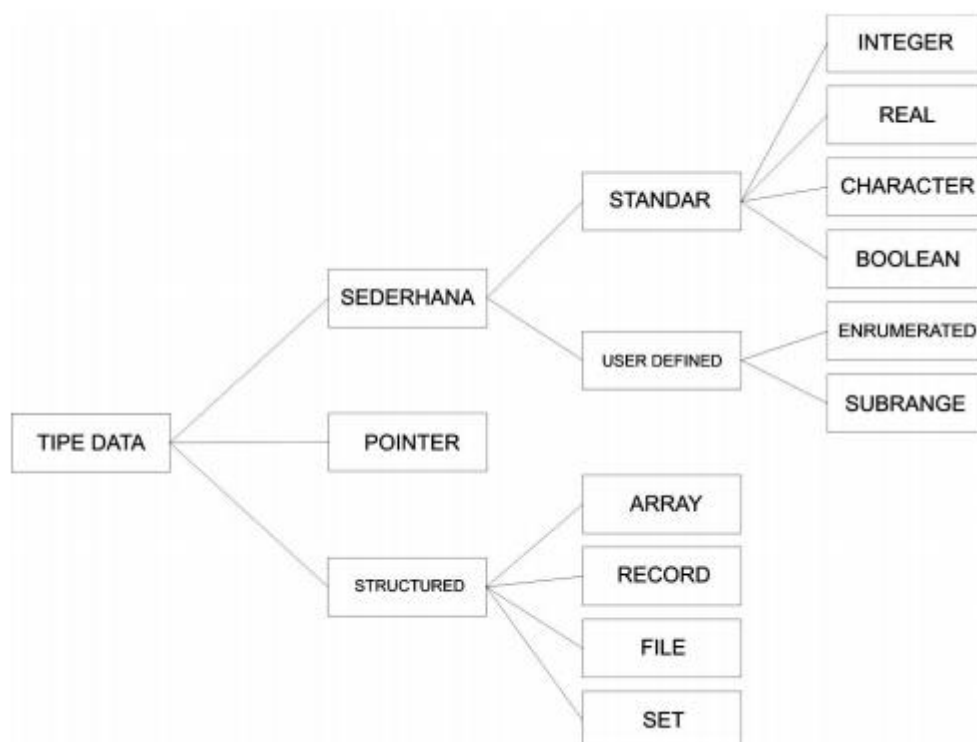 TIPE DATA
SEDERHANA
POINTER
STRUCTURED
STANDAR
USER DEFINED
ARRAY
RECORD
FILE
SET
INTEGER
REAL
CHARACTER
BOOLEAN
ENRUMERATED
SUBRANGE